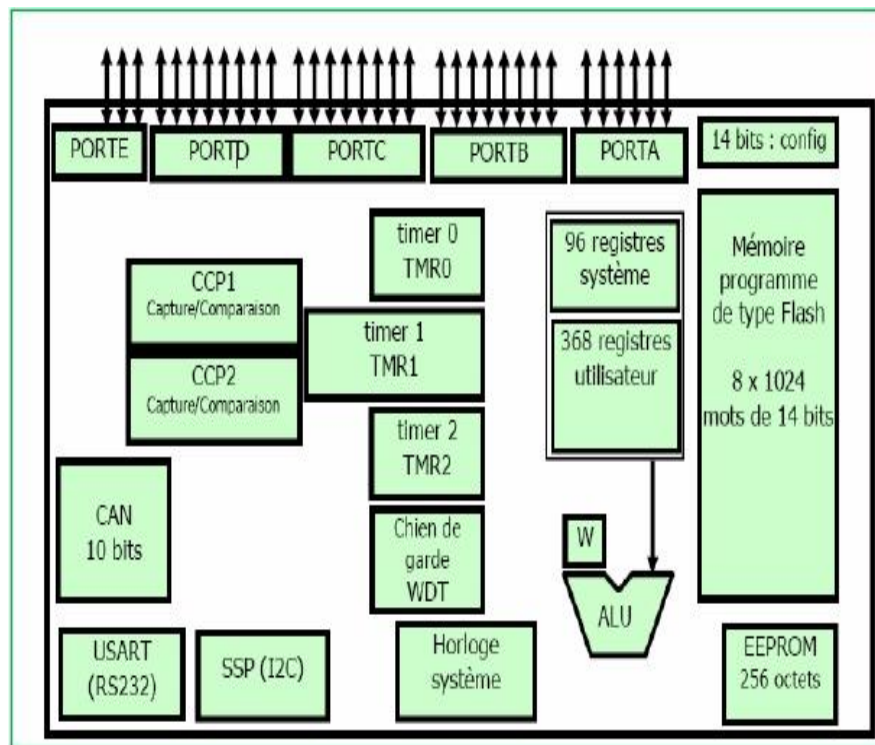 PORTE
PORTD
PORTC
PORTB
PORTA
14 bits : config
timer 0
TMR0
96 registres
système
Mémoire
programme
de type Flash
8 x 1024
mots de 14 bits
CCP1
Capture/Comparaison
timer 1
TMR1
368 registres
utilisateur
CCP2
Capture/Comparaison
timer 2
TMR2
CAN
10 bits
Chien de
garde
WDT
W
ALU
USART
(RS232)
SSP (I2C)
Horloge
système
EEPROM
256 octets